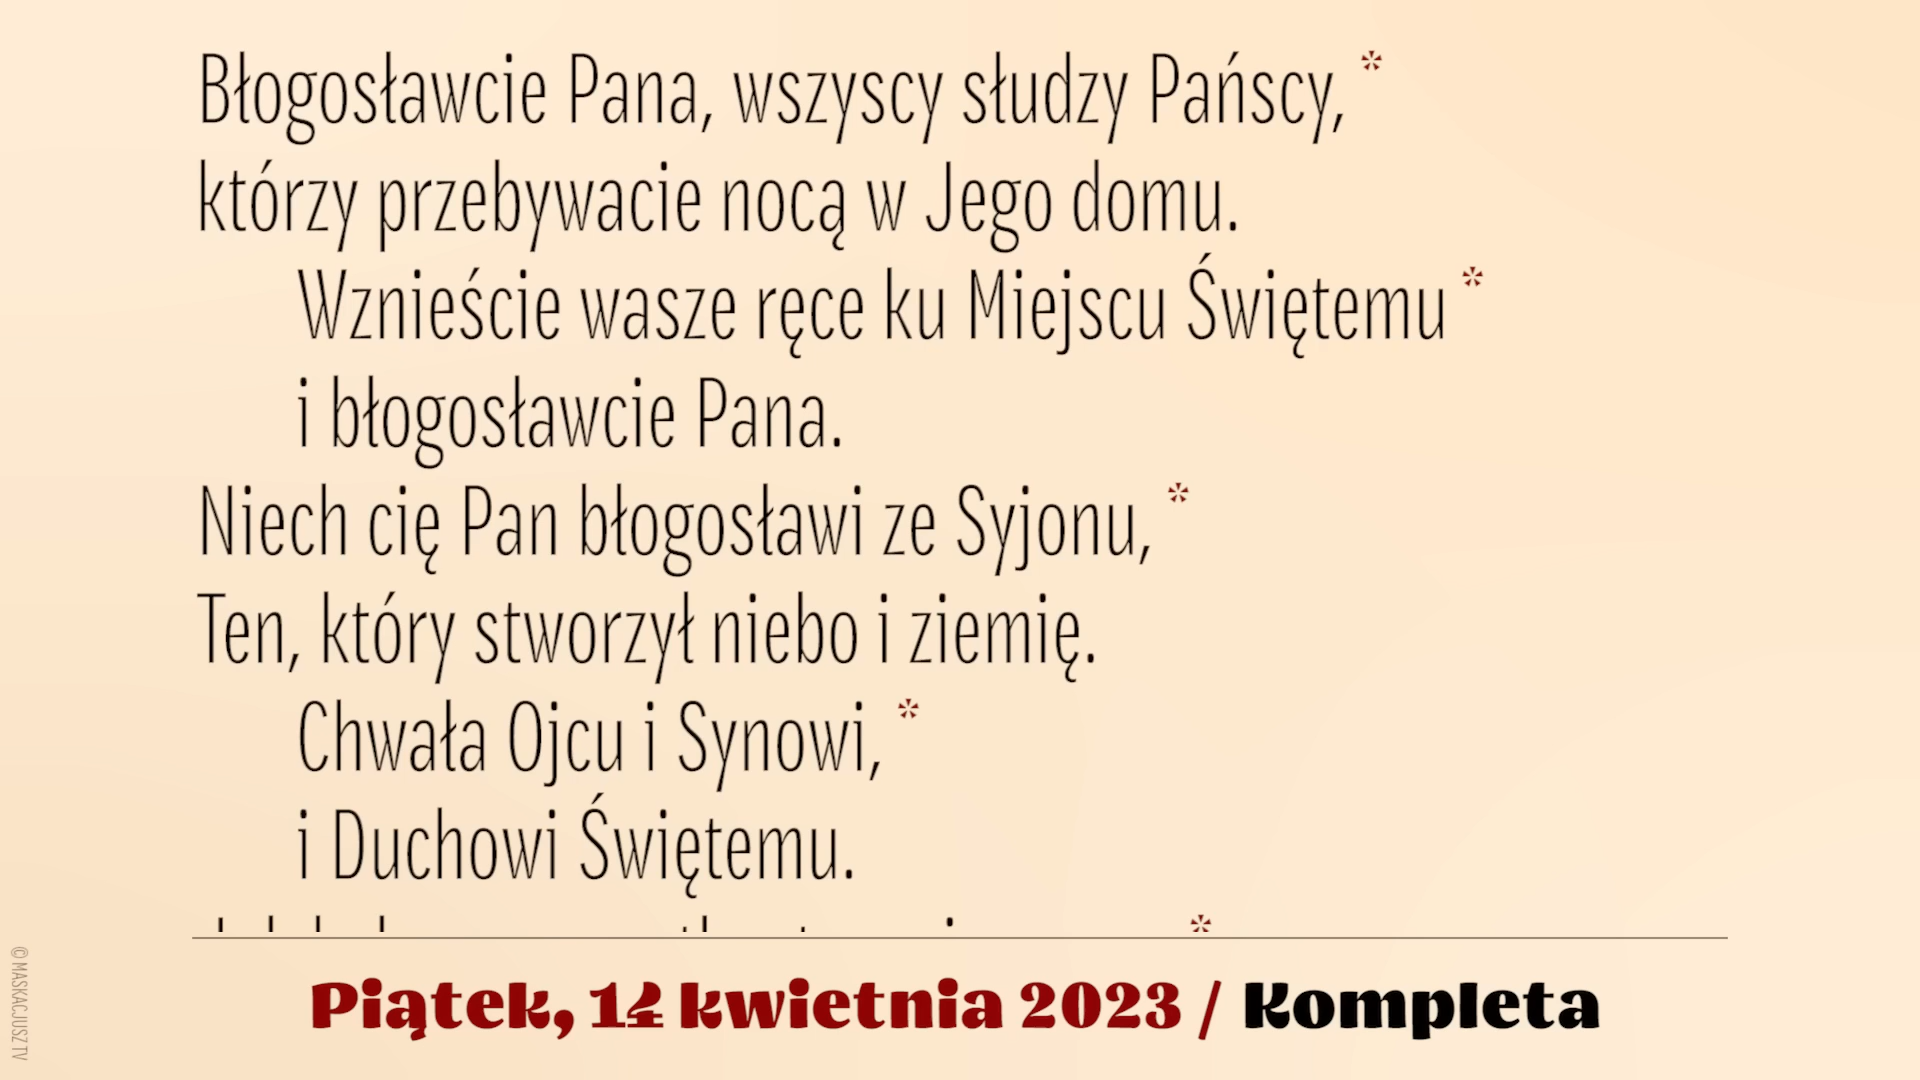 Błogosławcie Pana, wszyscy słudzy Pańscy, *
którzy przebywacie nocą w Jego domu.
Wznieście wasze ręce ku Miejscu Świętemu *
i błogosławcie Pana.
Niech cię Pan błogosławi ze Syjonu, *
Ten, który stworzył niebo i ziemię.
Chwała Ojcu i Synowi, *
i Duchowi Świętemu.
*
Piątek, 14 kwietnia 2023 / Kompleta
© MASKACJUSZ TV